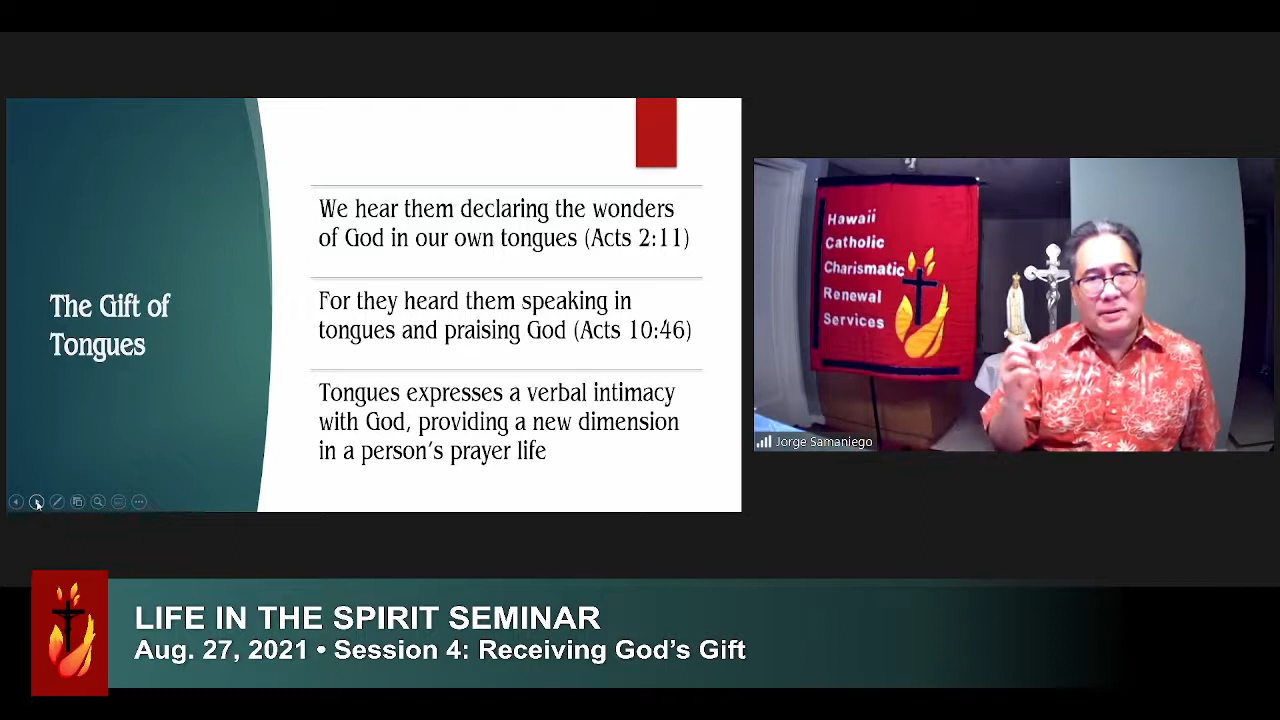 The Gift of
Tongues
We hear them declaring the wonders
of God in our own tongues (Acts 2:11)
For they heard them speaking in
tongues and praising God (Acts 10:46)
Tongues expresses a verbal intimacy
with God, providing a new dimension
in a person's prayer life
Hawaii
Catholic
Charismatic
Renewal
Services
Jorge Samaniego
LIFE IN THE SPIRIT SEMINAR
Aug. 27, 2021 • Session 4: Receiving God's Gift